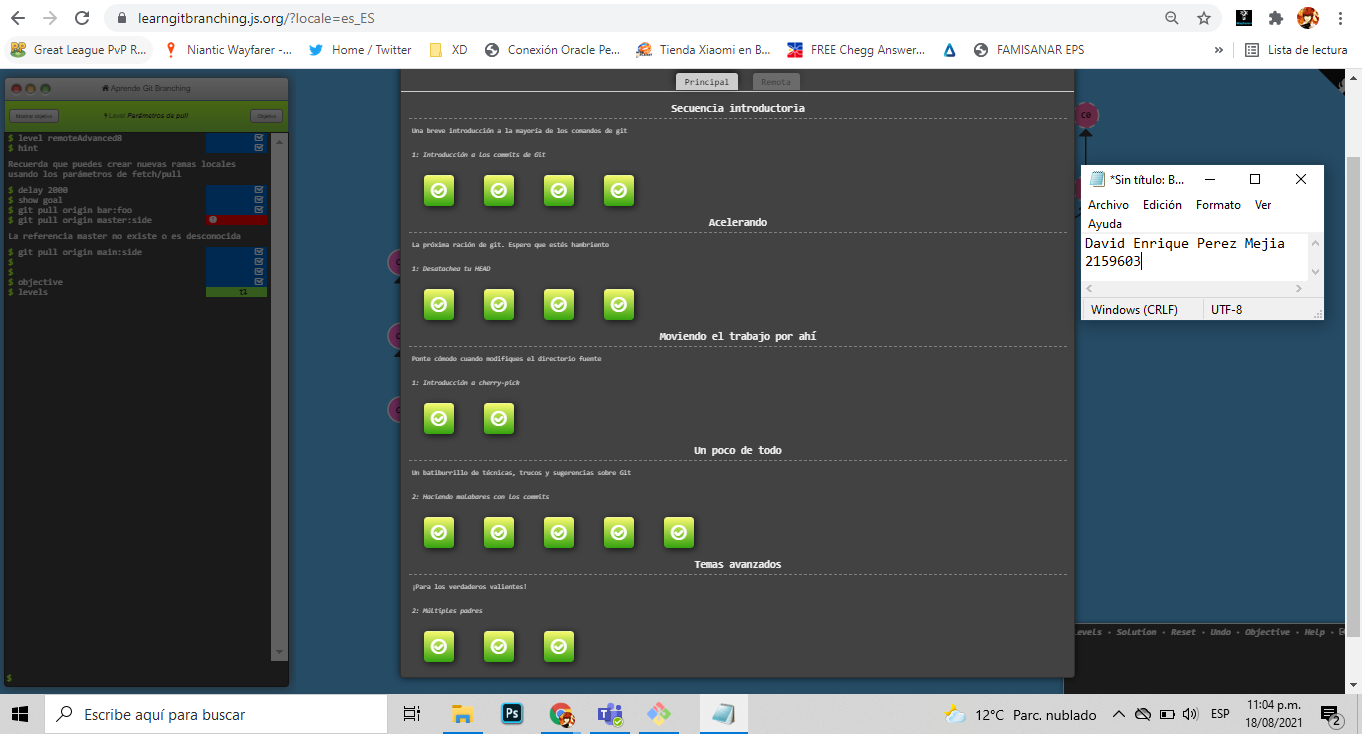 learngitbranching.js.org/?locale=es_ES
Great League PvP R...
Niantic Wayfarer -...
Home / Twitter
XD
Conexión Oracle Pe...
Tienda Xiaomi en B...
FREE Chegg Answer...
FAMISANAR EPS
»
Lista de lectura
Aprende Git Branching
Mostrar objetivo
Level Parámetros de pull
Objetivo
$ level remoteAdvanced8
$ hint
Recuerda que puedes crear nuevas ramas locales
usando los parámetros de fetch/pull
$ delay 2000
$ show goal
$ git pull origin bar:foo
$ git pull origin master:side
La referencia master no existe o es desconocida
$ git pull origin main:side
$
$
$ objective
$ levels
$
Principal
Remota
Secuencia introductoria
Una breve introducción a la mayoría de los comandos de git
1: Introducción a los commits de Git
Acelerando
La próxima ración de git. Espero que estés hambriento
1: Desatachea tu HEAD
Moviendo el trabajo por ahí
Ponte cómodo cuando modifiques el directorio fuente
1: Introducción a cherry-pick
Un poco de todo
Un batiburrillo de técnicas, trucos y sugerencias sobre Git
2: Haciendo malabares con los commits
Temas avanzados
¡Para los verdaderos valientes!
2: Múltiples padres
*Sin título: B...
Archivo Edición Formato Ver
Ayuda
David Enrique Perez Mejia
2159603
Windows (CRLF)
UTF-8
Solution · Reset · Undo · Objective · Help ·
Escribe aquí para buscar
Ps
12°C Parc. nublado
ESP
11:04 p.m.
18/08/2021
2